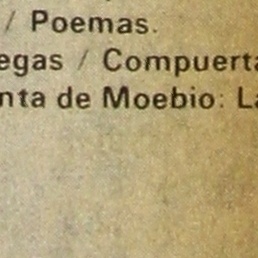 / Poemas.
egas / Compuerta
nta de Moebio: La